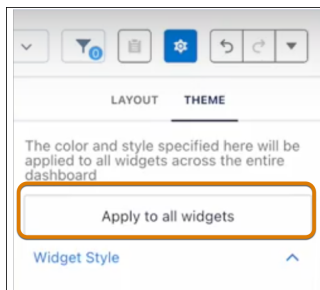 0
LAYOUT THEME
The color and style specified here will be
applied to all widgets across the entire
dashboard
Apply to all widgets
Widget Style